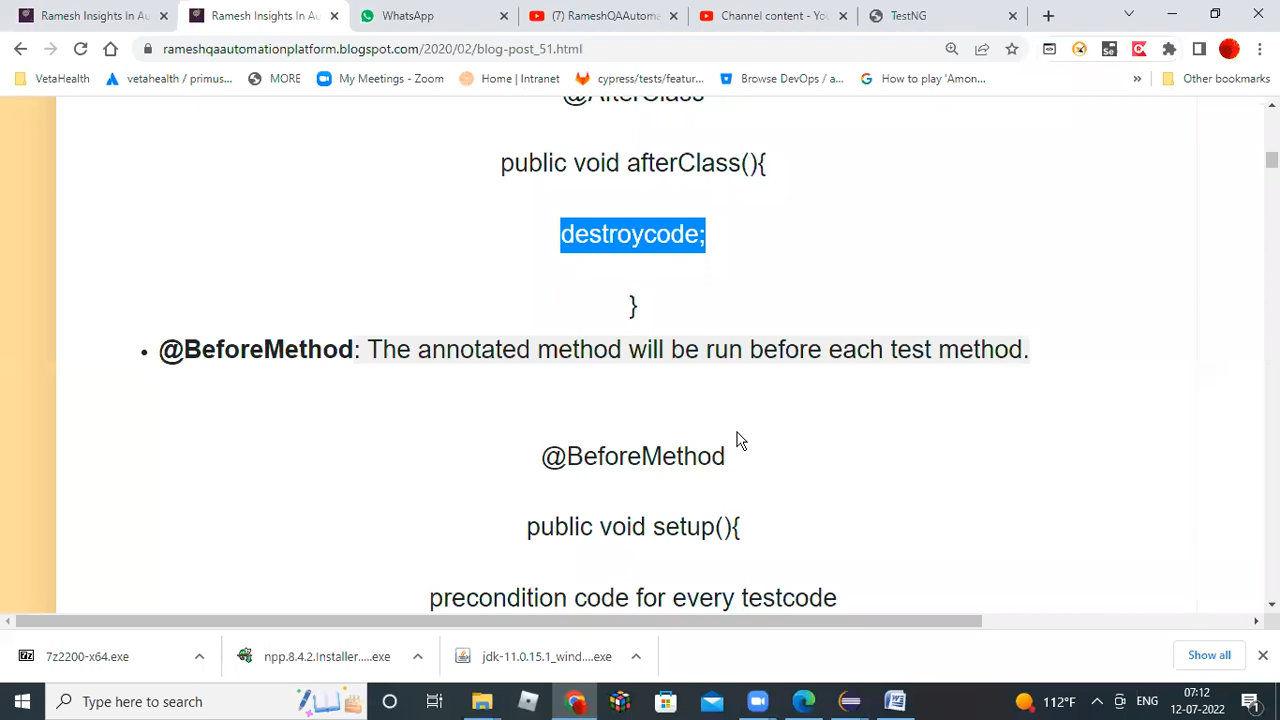 Ramesh Insights In Au
Ramesh Insights In Au
WhatsApp
(7) RameshQAAutoma
Channel content - Yo
TestNG
rameshqaautomationplatform.blogspot.com/2020/02/blog-post_51.html
VetaHealth
vetahealth / primus...
MORE
My Meetings - Zoom
Home | Intranet
cypress/tests/featur...
Browse DevOps / a...
How to play 'Amon...
»
Other bookmarks
@AfterClass
public void afterClass(){
destroycode;
}
• @BeforeMethod: The annotated method will be run before each test method.
@BeforeMethod
public void setup(){
precondition code for every testcode
7z2200-x64.exe
npp.8.4.2.Installer.....exe
jdk-11.0.15.1_wind....exe
Show all
Type here to search
112°F
ENG
07:12
12-07-2022
1